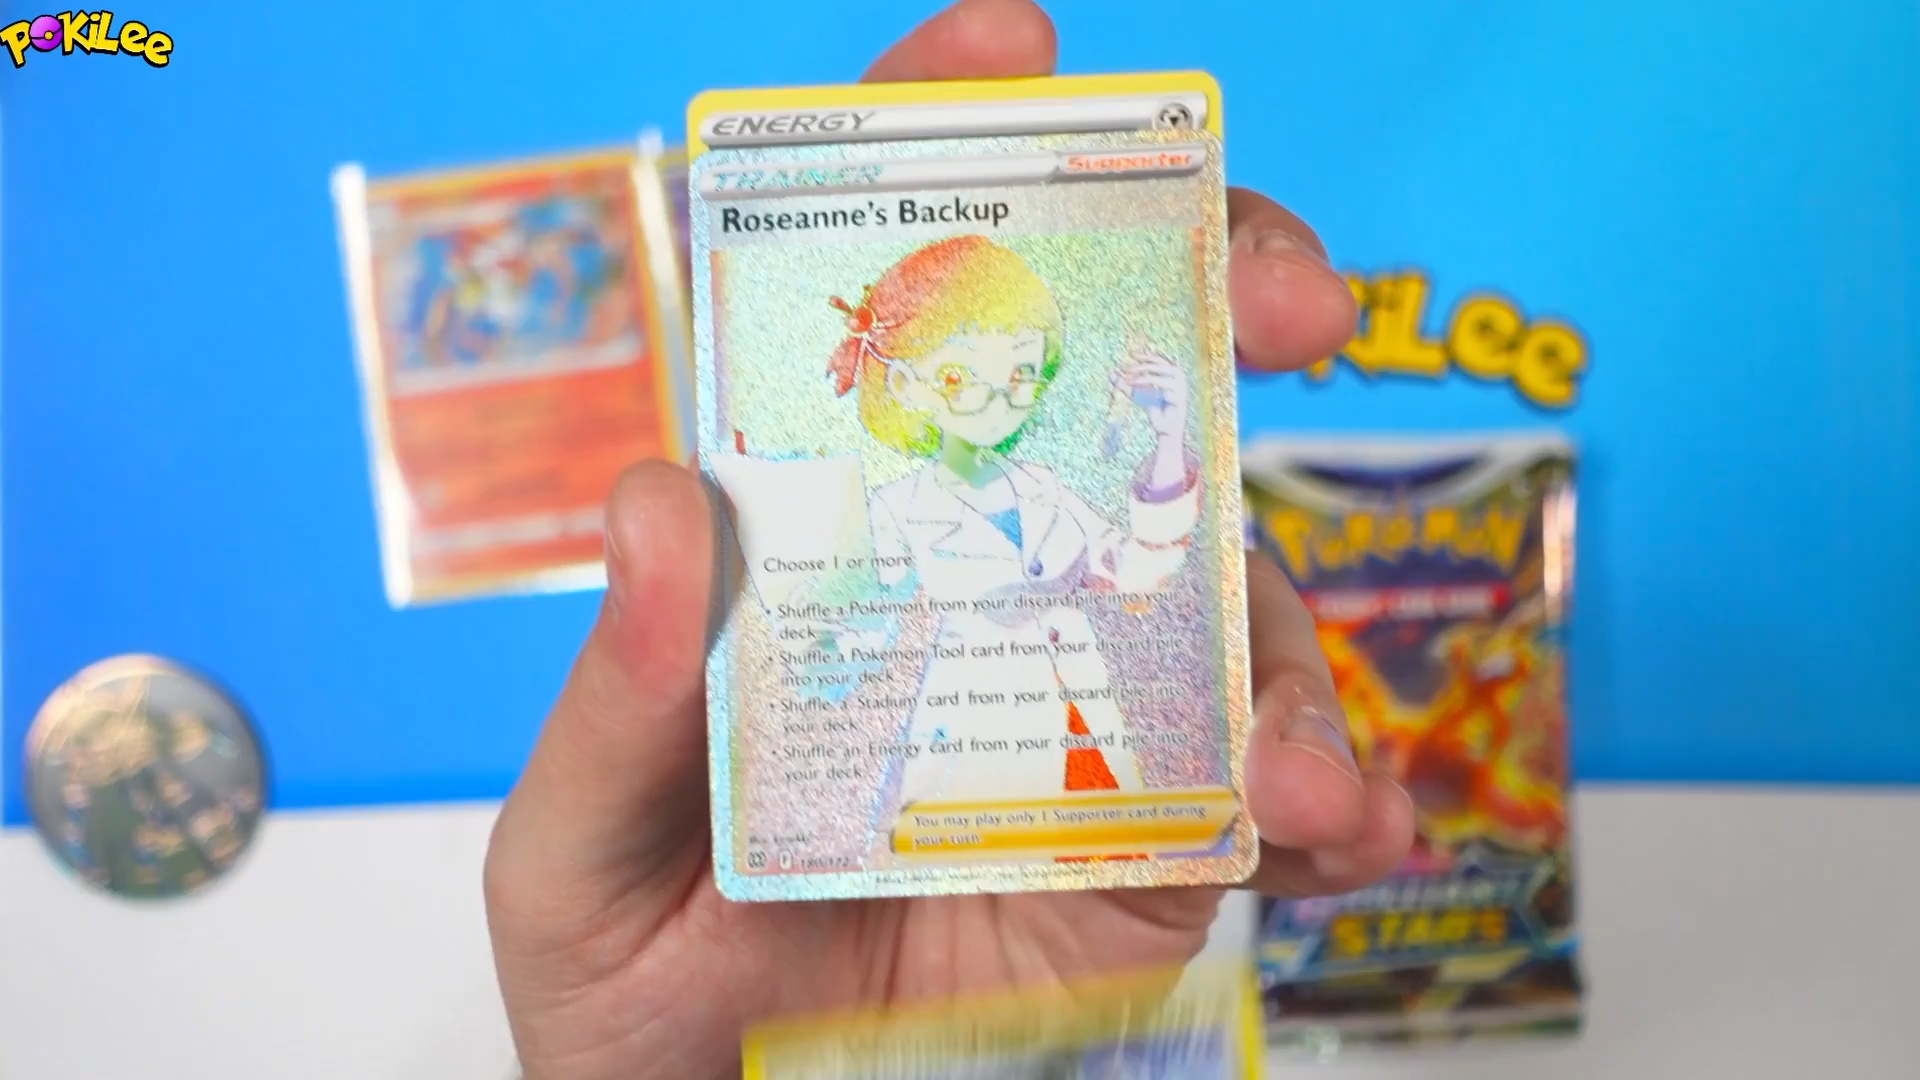 POKiLee
ENERGY
TRAINER
Supporter
Roseanne's Backup
KiLee
Choose 1 or more:
• Shuffle a Pokémon from your discard pile into your
deck.
• Shuffle a Pokémon Tool card from your discard pile
into your deck.
• Shuffle a Stadium card from your discard pile into
your deck.
• Shuffle an Energy card from your discard pile into
your deck.
You may play only 1 Supporter card during
your turn.
POKéMON
BRILLIANT
STARS